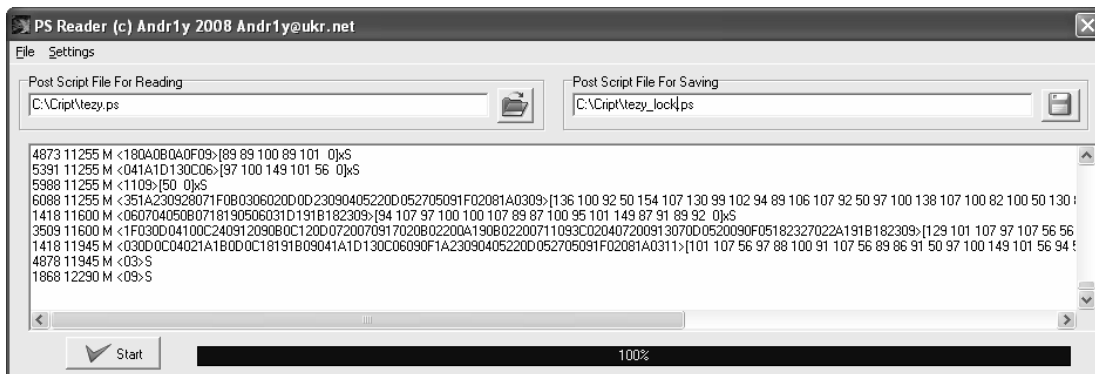 PS Reader (c) Andr1y 2008 Andr1y@ukr.net
File Settings
Post Script File For Reading
C:\Cript\tezy.ps
Post Script File For Saving
C:\Cript\tezy_lock.ps
4873 11255 M <180A0B0A0F09>[89 89 100 89 101  0]xS
5391 11255 M <041A1D130C06>[97 100 149 101 56  0]xS
5988 11255 M <1109>[50  0]xS
6088 11255 M <351A230928071F0B0306020D0D23090405220D052705091F02081A0309>[136 100 92 50 154 107 130 99 102 94 89 106 107 92 50 97 100 138 107 100 82 100 50 130
1418 11600 M <060704050B0718190506031D191B182309>[94 107 97 100 100 107 89 87 100 95 101 149 87 91 89 92  0]xS
3509 11600 M <1F030D04100C240912090B0C120D0720070917020B02200A190B02200711093C020407200913070D0520090F05182327022A191B182309>[129 101 107 97 107 56 56
1418 11945 M <030D0C04021A1B0D0C18191B09041A1D130C06090F1A23090405220D052705091F02081A0311>[101 107 56 97 88 100 91 107 56 89 86 91 50 97 100 149 101 56 94
4878 11945 M <03>S
1868 12290 M <09>S
Start
100%